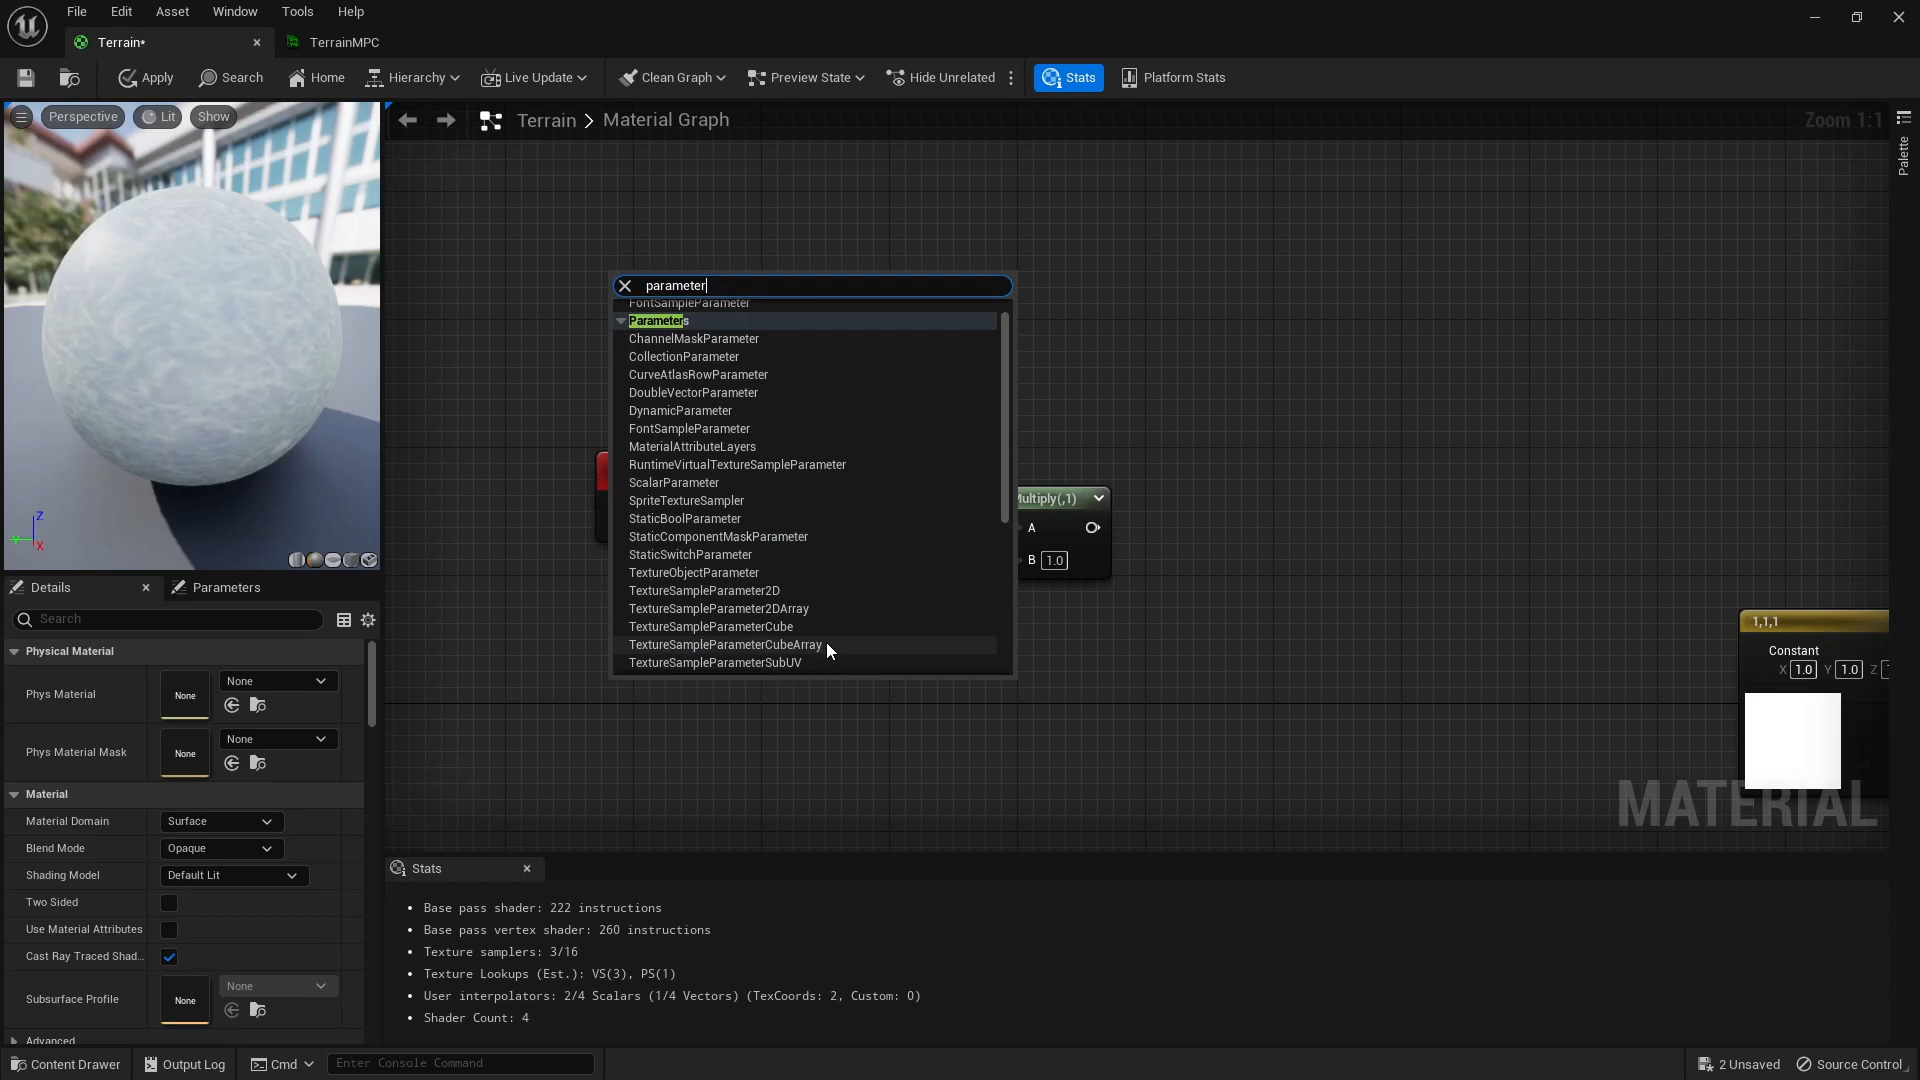 File Edit Asset Window Tools Help
Terrain* TerrainMPC
Apply Search Home Hierarchy Live Update Clean Graph Preview State Hide Unrelated Stats Platform Stats
Perspective Lit Show
Terrain > Material Graph
Zoom 1:1
Palette
parameter
FontSampleParameter
Parameters
ChannelMaskParameter
CollectionParameter
CurveAtlasRowParameter
DoubleVectorParameter
DynamicParameter
FontSampleParameter
MaterialAttributeLayers
RuntimeVirtualTextureSampleParameter
ScalarParameter
SpriteTextureSampler
StaticBoolParameter
StaticComponentMaskParameter
StaticSwitchParameter
TextureObjectParameter
TextureSampleParameter2D
TextureSampleParameter2DArray
TextureSampleParameterCube
TextureSampleParameterCubeArray
TextureSampleParameterSubUV
Multiply(,1)
A
B 1.0
1,1,1
Constant
X 1.0 Y 1.0 Z
MATERIAL
Z
Y
X
Details Parameters
Search
Physical Material
Phys Material None None
Phys Material Mask None None
Material
Material Domain Surface
Blend Mode Opaque
Shading Model Default Lit
Two Sided
Use Material Attributes
Cast Ray Traced Shad...
Subsurface Profile None None
Advanced
Stats
• Base pass shader: 222 instructions
• Base pass vertex shader: 260 instructions
• Texture samplers: 3/16
• Texture Lookups (Est.): VS(3), PS(1)
• User interpolators: 2/4 Scalars (1/4 Vectors) (TexCoords: 2, Custom: 0)
• Shader Count: 4
Content Drawer Output Log Cmd Enter Console Command 2 Unsaved Source Control